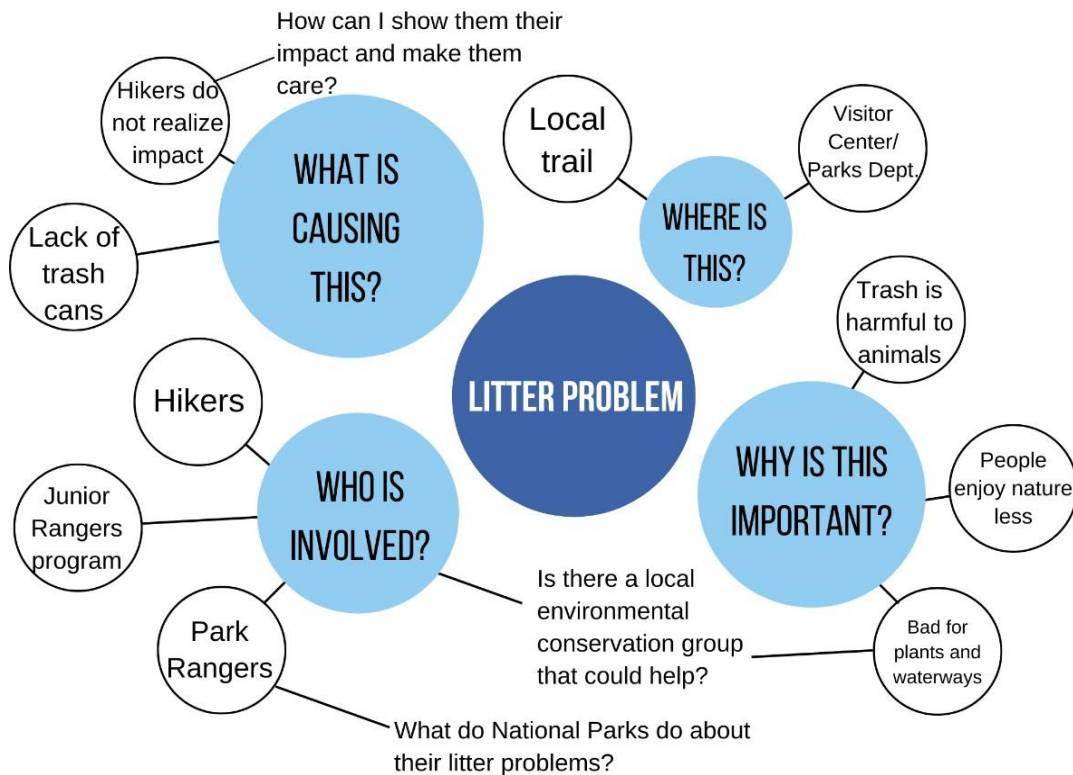 How can I show them their
impact and make them
care?
Hikers do
not realize
impact
WHAT IS
CAUSING
THIS?
Lack of
trash
cans
Local
trail
Visitor
Center/
Parks Dept.
WHERE IS
THIS?
LITTER PROBLEM
Trash is
harmful to
animals
WHY IS THIS
IMPORTANT?
People
enjoy nature
less
Bad for
plants and
waterways
Hikers
WHO IS
INVOLVED?
Junior
Rangers
program
Park
Rangers
Is there a local
environmental
conservation group
that could help?
What do National Parks do about
their litter problems?